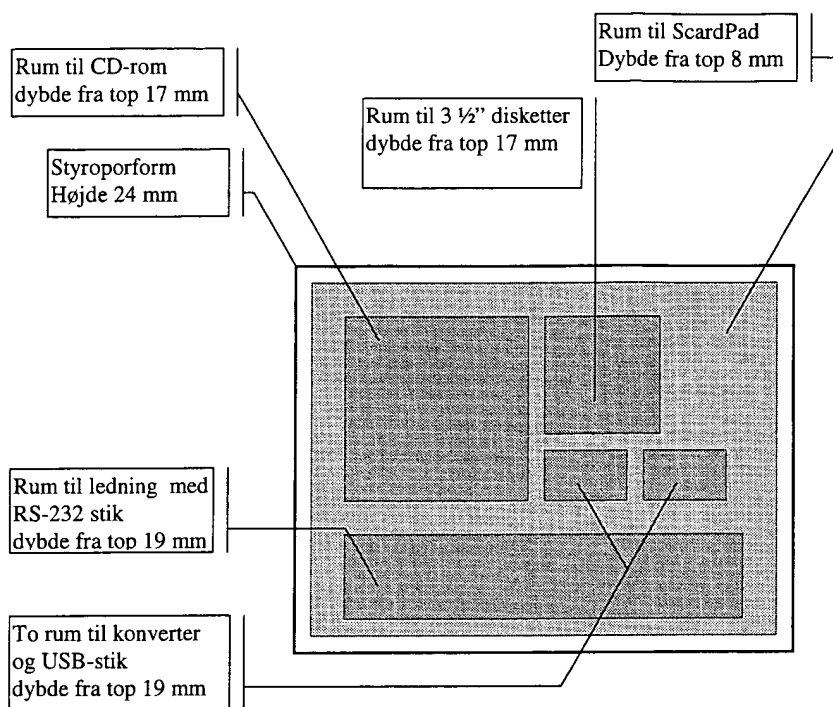 Rum til ScardPad
Dybde fra top 8 mm
Rum til CD-rom
dybde fra top 17 mm
Rum til 3 ½” disketter
dybde fra top 17 mm
Styroporform
Højde 24 mm
Rum til ledning med
RS-232 stik
dybde fra top 19 mm
To rum til konverter
og USB-stik
dybde fra top 19 mm